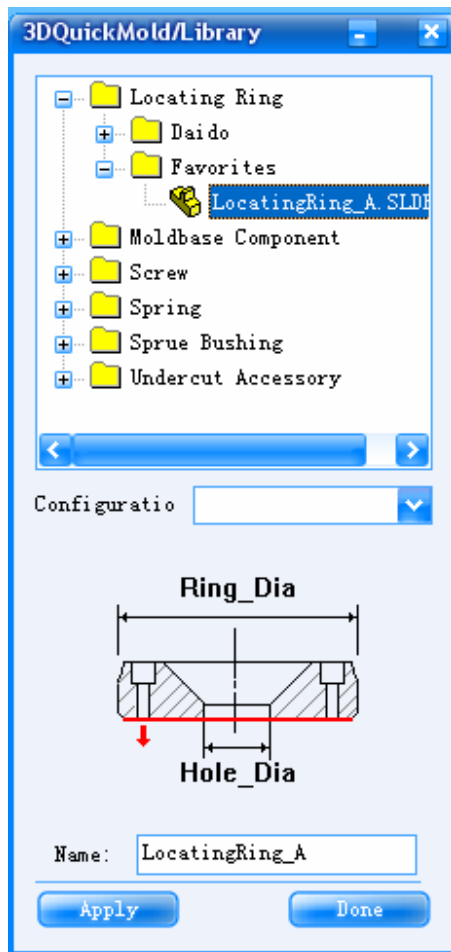 3DQuickMold/Library
Locating Ring
Daido
Favorites
LocatingRing_A.SLDP
Moldbase Component
Screw
Spring
Sprue Bushing
Undercut Accessory
Configuratio
Ring_Dia
Hole_Dia
Name: LocatingRing_A
Apply Done